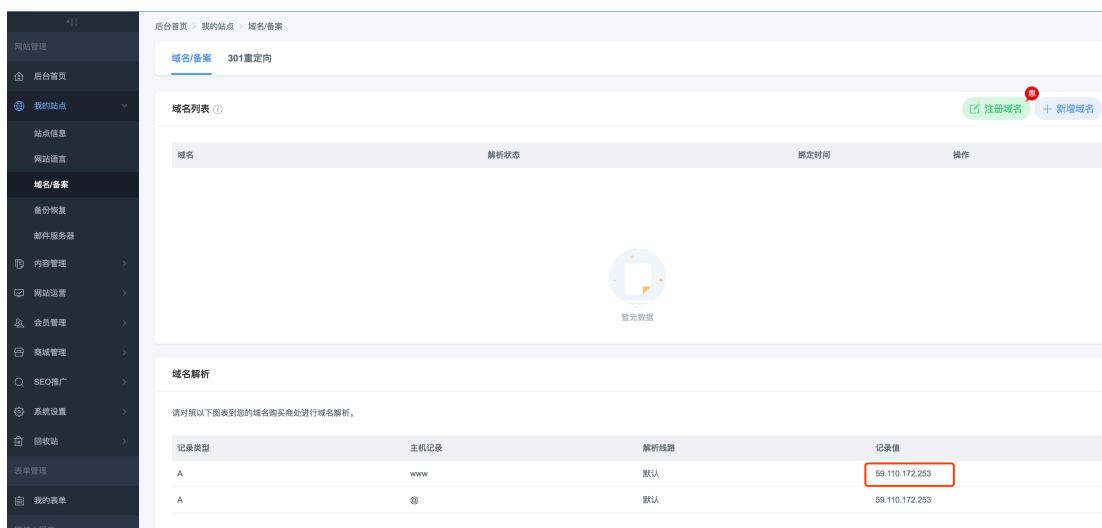 后台首页 > 我的站点 > 域名/备案
网站管理
后台首页
我的站点
站点信息
网站语言
域名/备案
备份恢复
邮件服务器
内容管理
网站运营
会员管理
商城管理
SEO推广
系统设置
回收站
表单管理
我的表单
域名/备案 301重定向
域名列表
惠
注册域名
+ 新增域名
域名 解析状态 绑定时间 操作
暂无数据
域名解析
请对照以下图表到您的域名购买商处进行域名解析。
记录类型 主机记录 解析线路 记录值
A www 默认 59.110.172.253
A @ 默认 59.110.172.253